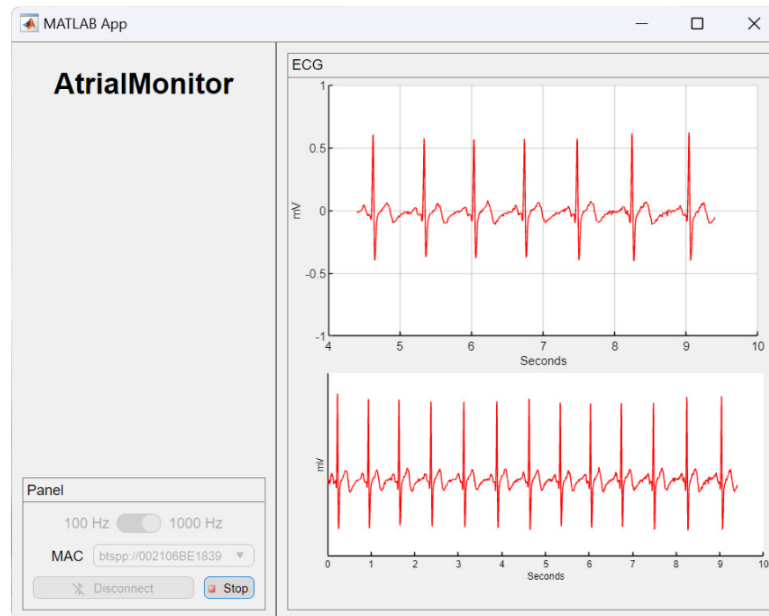 MATLAB App
AtrialMonitor
Panel
100 Hz 1000 Hz
MAC btspp://002106BE1839
Disconnect Stop
ECG
1
0.5
0
-0.5
-1
mV
4 5 6 7 8 9 10
Seconds
mV
0 1 2 3 4 5 6 7 8 9 10
Seconds